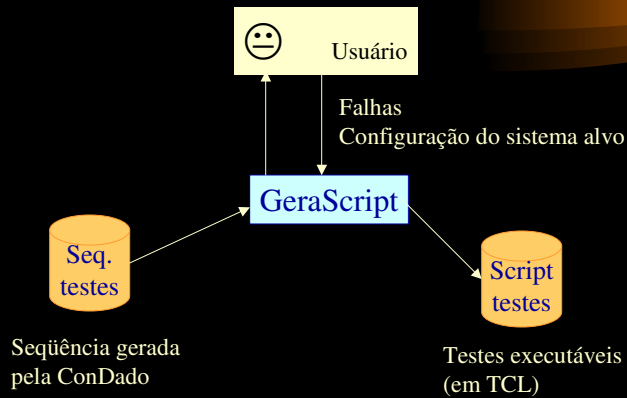 Usuário
Falhas
Configuração do sistema alvo
GeraScript
Seq.
testes
Script
testes
Seqüência gerada
pela ConDado
Testes executáveis
(em TCL)